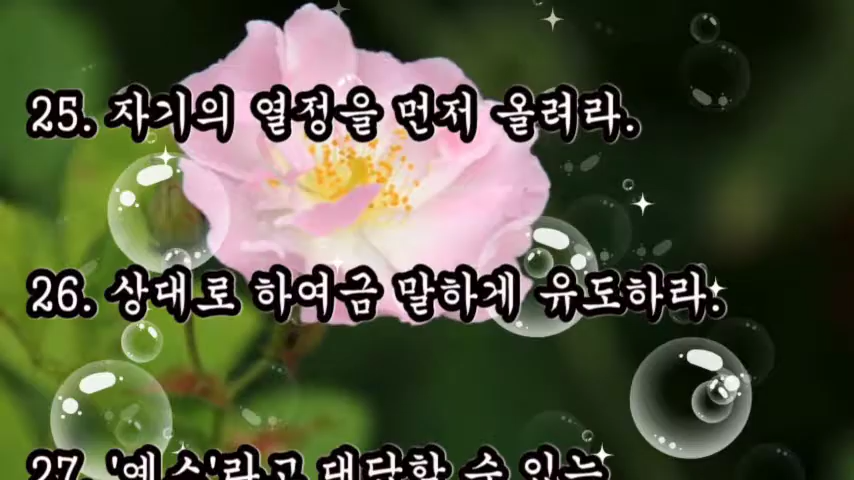 25. 자기의 열정을 먼저 올려라.
26. 상대로 하여금 말하게 유도하라.
27. '예스'라고 대답할 수 있는